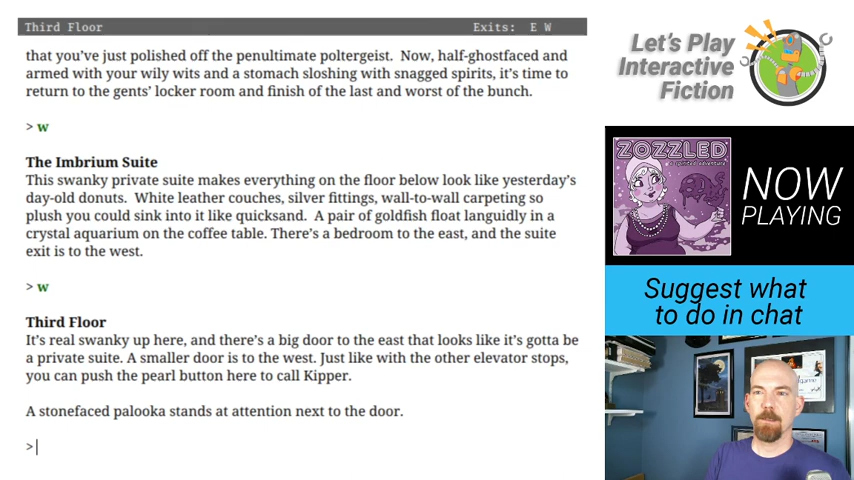 Third Floor Exits: E W
that you've just polished off the penultimate poltergeist. Now, half-ghostfaced and
armed with your wily wits and a stomach sloshing with snagged spirits, it's time to
return to the gents' locker room and finish of the last and worst of the bunch.
> w
The Imbrium Suite
This swanky private suite makes everything on the floor below look like yesterday's
day-old donuts. White leather couches, silver fittings, wall-to-wall carpeting so
plush you could sink into it like quicksand. A pair of goldfish float languidly in a
crystal aquarium on the coffee table. There's a bedroom to the east, and the suite
exit is to the west.
> w
Third Floor
It's real swanky up here, and there's a big door to the east that looks like it's gotta be
a private suite. A smaller door is to the west. Just like with the other elevator stops,
you can push the pearl button here to call Kipper.
A stonefaced palooka stands at attention next to the door.
>
Let's Play
Interactive
Fiction
ZOZZLED
a spirited adventure
NOW
PLAYING
Suggest what
to do in chat